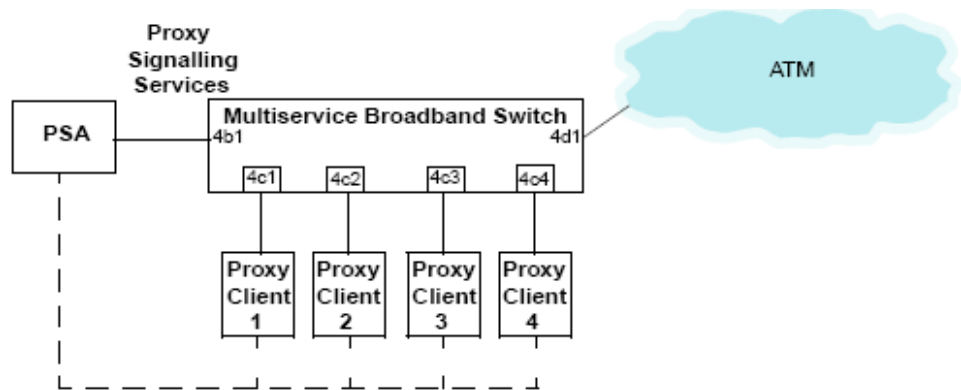 Proxy
Signalling
Services
ATM
Multiservice Broadband Switch
PSA
4b1
4d1
4c1
4c2
4c3
4c4
Proxy
Client
1
Proxy
Client
2
Proxy
Client
3
Proxy
Client
4